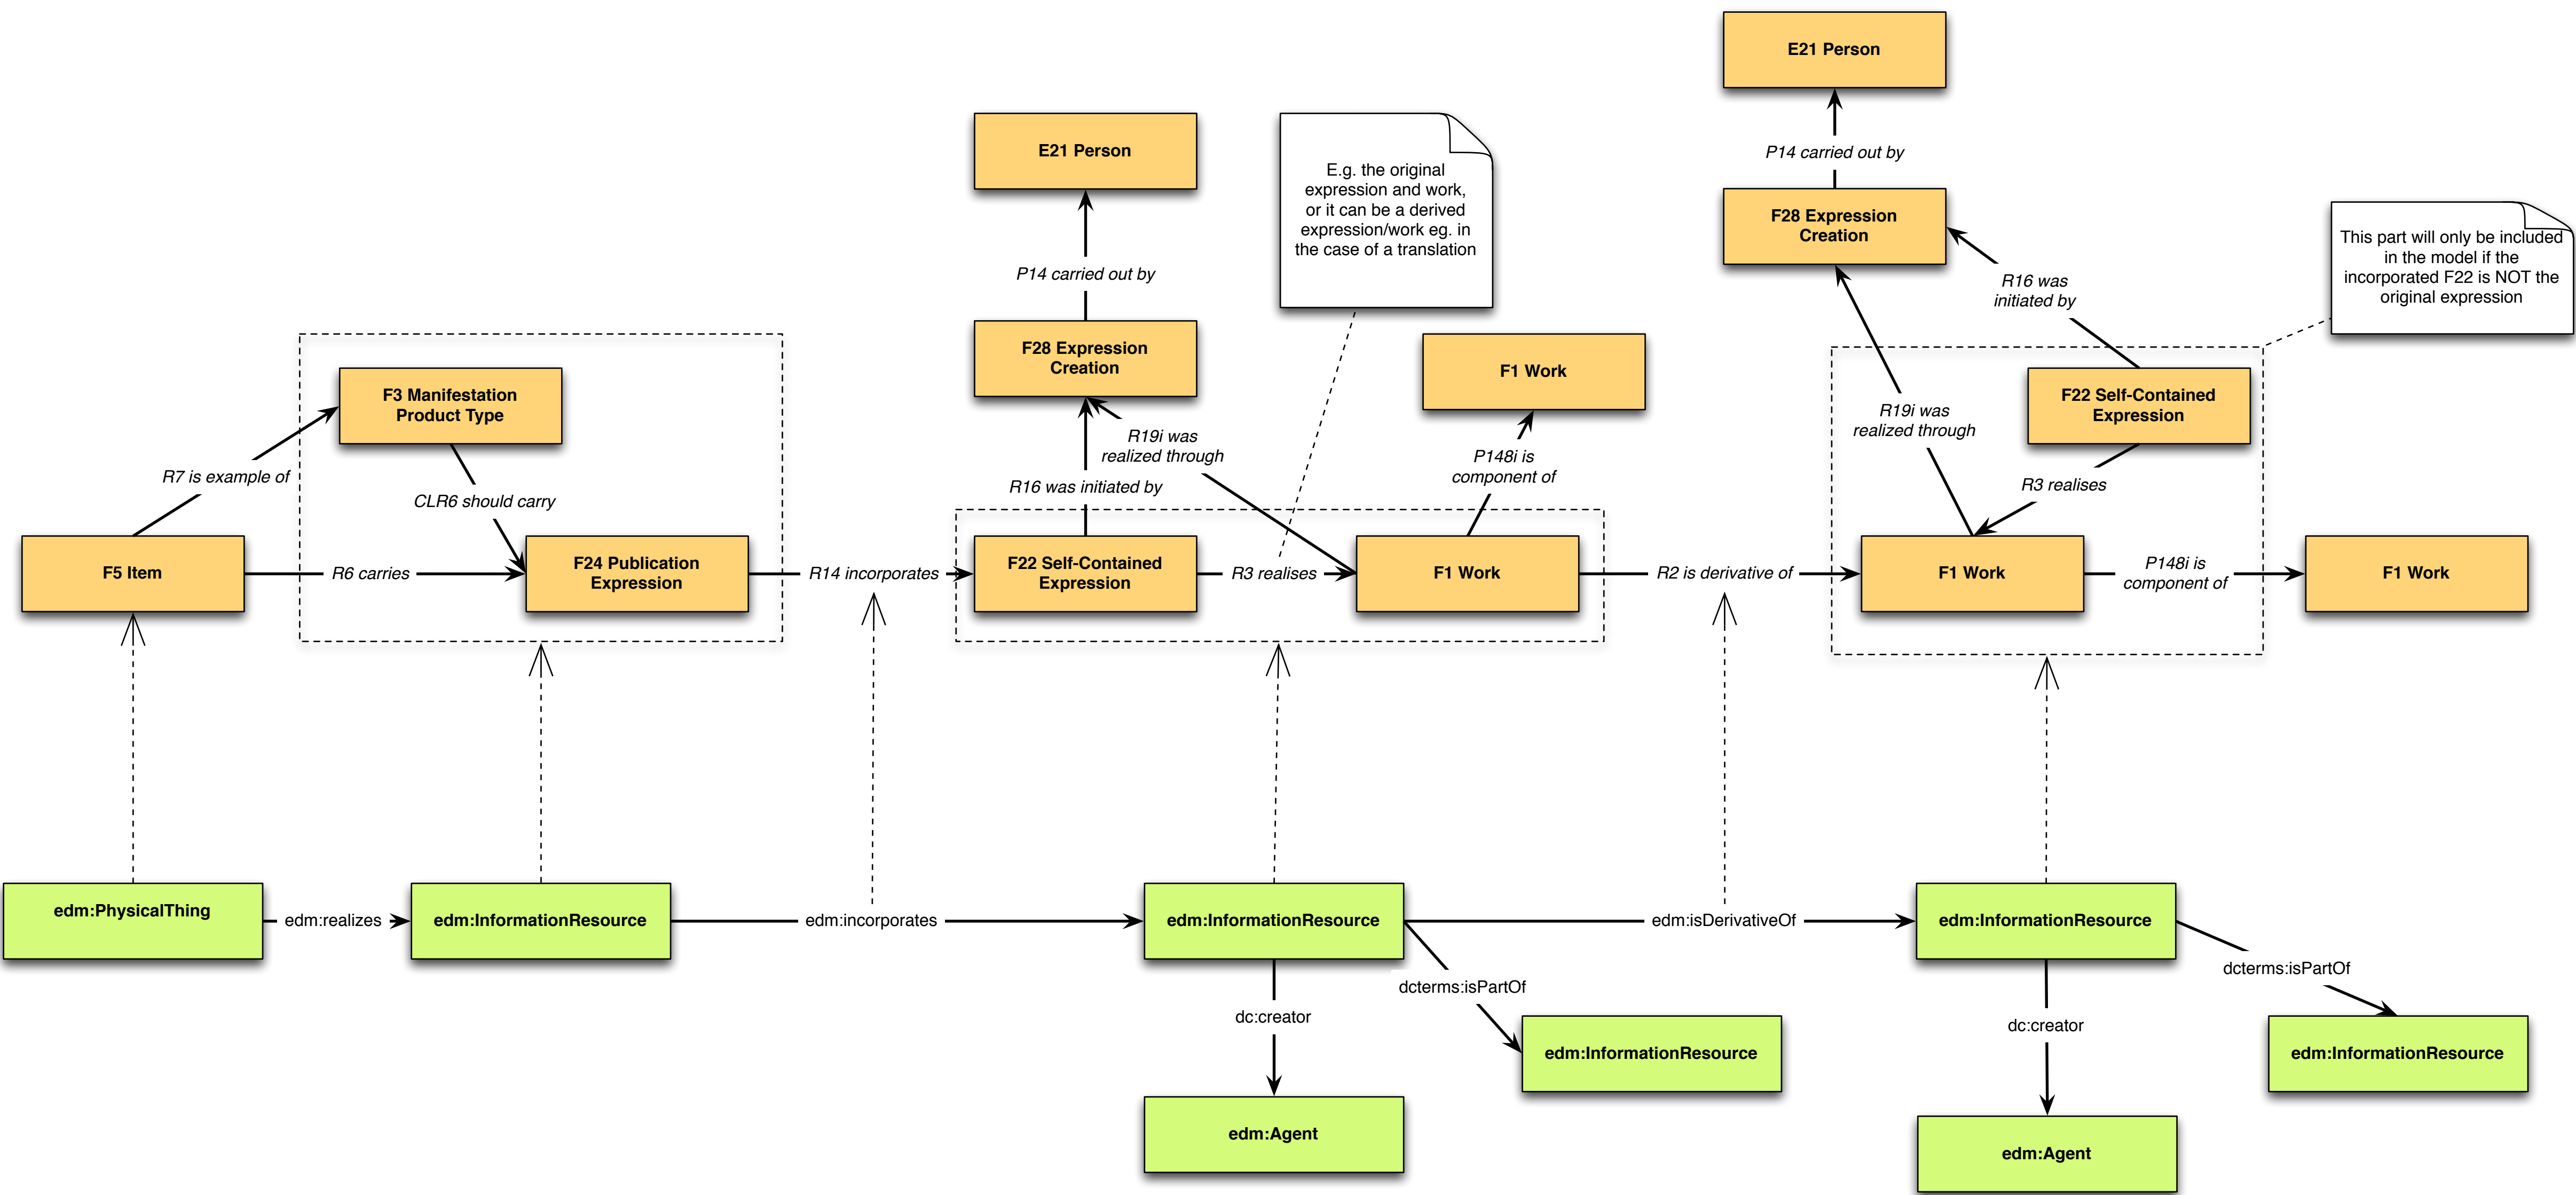 E21 Person
P14 carried out by
F28 Expression
Creation
R16 was
initiated by
This part will only be included
in the model if the
incorporated F22 is NOT the
original expression
E21 Person
P14 carried out by
F28 Expression
Creation
E.g. the original
expression and work,
or it can be a derived
expression/work eg. in
the case of a translation
F1 Work
R19i was
realized through
R16 was initiated by
P148i is
component of
R19i was
realized through
F22 Self-Contained
Expression
R3 realises
F3 Manifestation
Product Type
R7 is example of
CLR6 should carry
F5 Item
R6 carries
F24 Publication
Expression
R14 incorporates
F22 Self-Contained
Expression
R3 realises
F1 Work
R2 is derivative of
F1 Work
P148i is
component of
F1 Work
edm:PhysicalThing
edm:realizes
edm:InformationResource
edm:incorporates
edm:InformationResource
edm:isDerivativeOf
edm:InformationResource
dcterms:isPartOf
dcterms:isPartOf
dc:creator
dc:creator
edm:InformationResource
edm:InformationResource
edm:Agent
edm:Agent